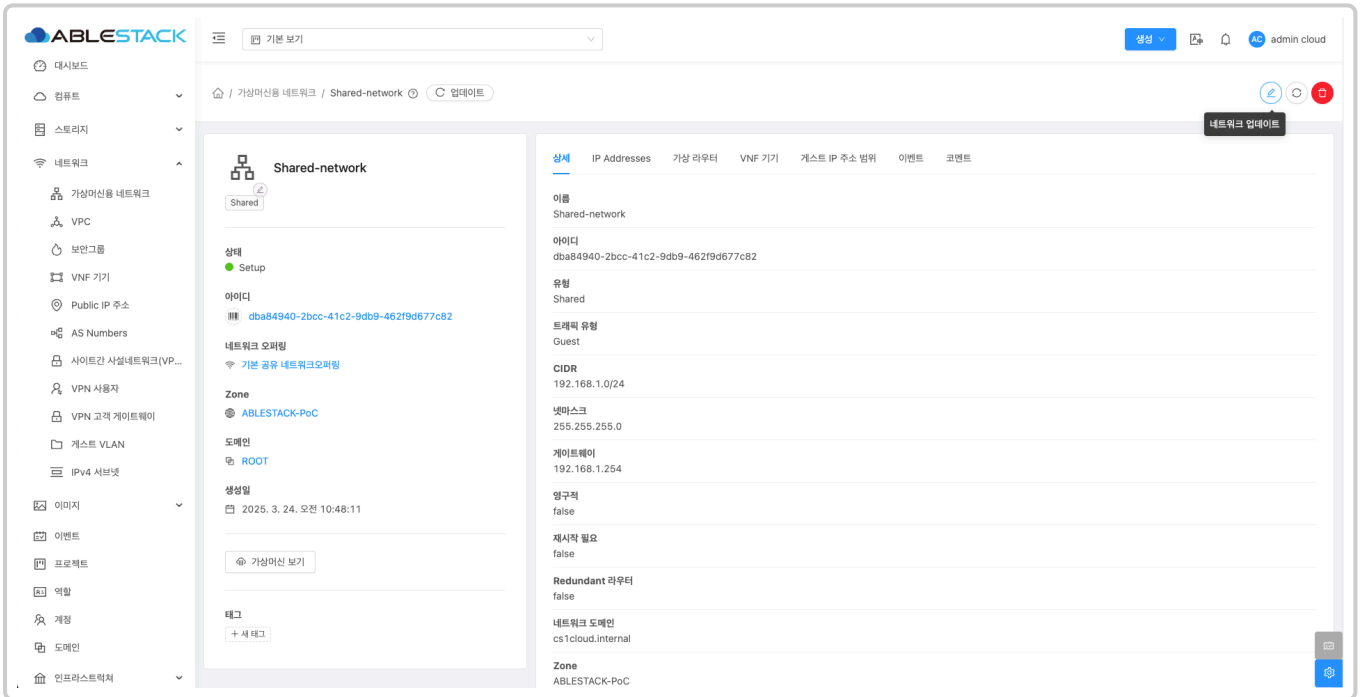 ABLESTACK
기본 보기
생성
AC
admin cloud
대시보드
컴퓨트
스토리지
네트워크
가상머신용 네트워크
VPC
보안그룹
VNF 기기
Public IP 주소
AS Numbers
사이트간 사설네트워크(VP...
VPN 사용자
VPN 고객 게이트웨이
게스트 VLAN
IPv4 서브넷
이미지
이벤트
프로젝트
역할
계정
도메인
인프라스트럭쳐
/ 가상머신용 네트워크 / Shared-network
업데이트
네트워크 업데이트
Shared-network
Shared
상태
Setup
아이디
dba84940-2bcc-41c2-9db9-462f9d677c82
네트워크 오퍼링
기본 공유 네트워크오퍼링
Zone
ABLESTACK-PoC
도메인
ROOT
생성일
2025. 3. 24. 오전 10:48:11
가상머신 보기
태그
+ 새 태그
상세 IP Addresses 가상 라우터 VNF 기기 게스트 IP 주소 범위 이벤트 코멘트
이름
Shared-network
아이디
dba84940-2bcc-41c2-9db9-462f9d677c82
유형
Shared
트래픽 유형
Guest
CIDR
192.168.1.0/24
넷마스크
255.255.255.0
게이트웨이
192.168.1.254
영구적
false
재시작 필요
false
Redundant 라우터
false
네트워크 도메인
cs1cloud.internal
Zone
ABLESTACK-PoC